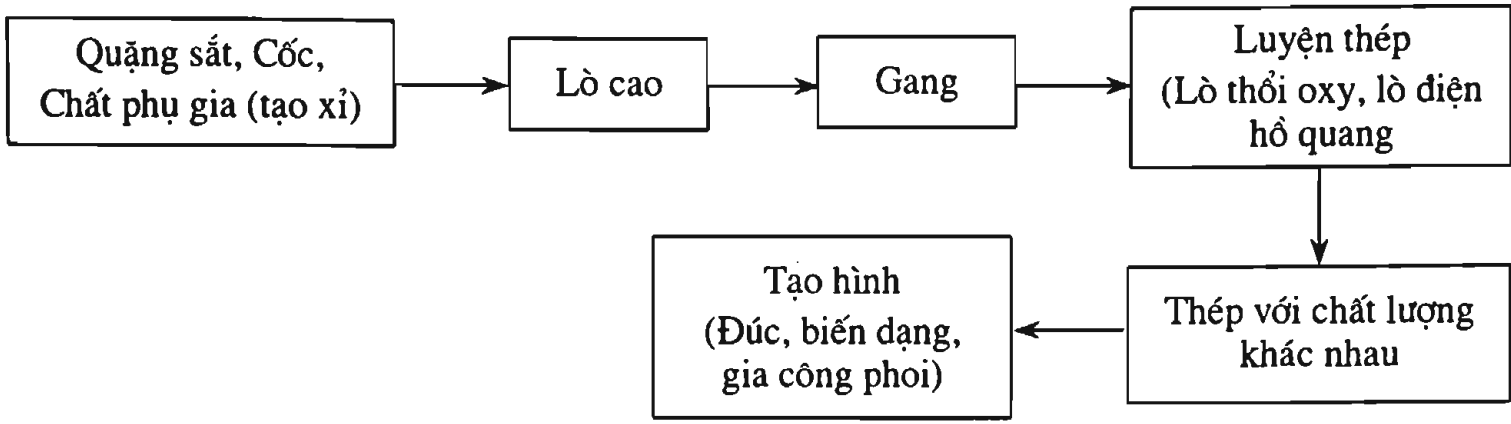 Quặng sắt, Cốc,
Chất phụ gia (tạo xỉ)
Lò cao
Gang
Luyện thép
(Lò thổi oxy, lò điện
hồ quang
Thép với chất lượng
khác nhau
Tạo hình
(Đúc, biến dạng,
gia công phoi)